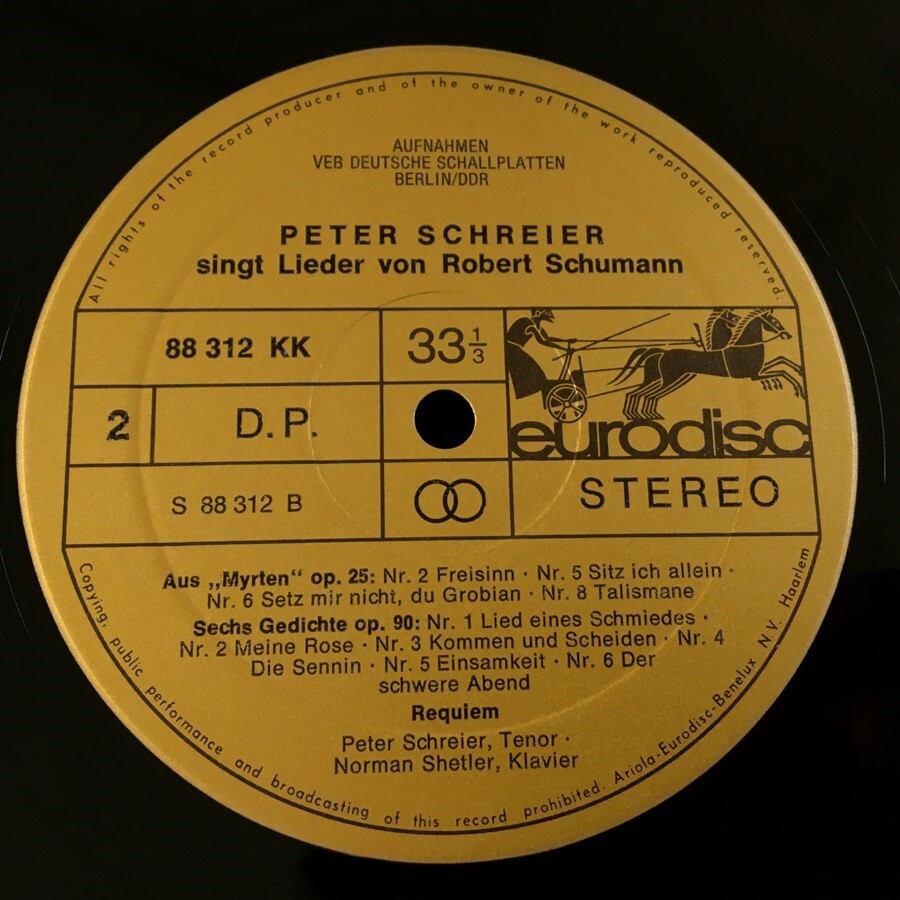 All rights of the record producer and of the owner of the work reproduced reserved.
AUFNAHMEN
VEB DEUTSCHE SCHALLPLATTEN
BERLIN/DDR
PETER SCHREIER
singt Lieder von Robert Schumann
88 312 KK
33 1/3
2
D.P.
eurodisc
S 88 312 B
STEREO
Aus „Myrten“ op. 25: Nr. 2 Freisinn · Nr. 5 Sitz ich allein ·
Nr. 6 Setz mir nicht, du Grobian · Nr. 8 Talismane
Sechs Gedichte op. 90: Nr. 1 Lied eines Schmiedes ·
Nr. 2 Meine Rose · Nr. 3 Kommen und Scheiden · Nr. 4
Die Sennin · Nr. 5 Einsamkeit · Nr. 6 Der
schwere Abend
Requiem
Peter Schreier, Tenor ·
Norman Shetler, Klavier
Copying, public performance and broadcasting of this record prohibited. Ariola-Eurodisc-Benelux N.V. Haarlem